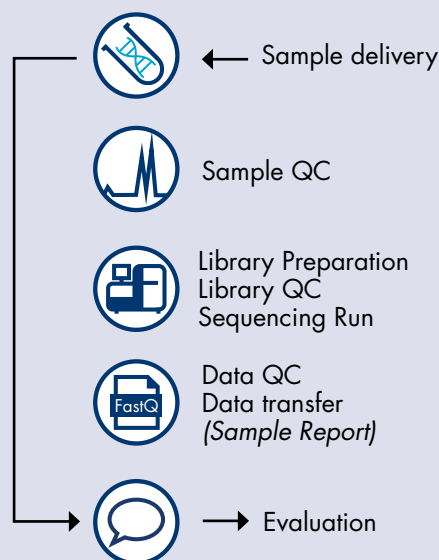 Sample delivery
Sample QC
Library Preparation
Library QC
Sequencing Run
FastQ
Data QC
Data transfer
(Sample Report)
Evaluation